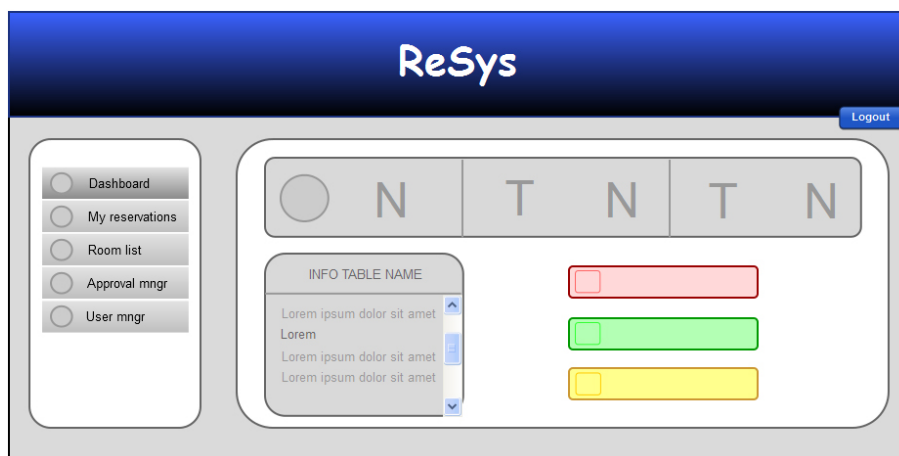 ReSys
Logout
Dashboard
My reservations
Room list
Approval mngr
User mngr
N T N T N
INFO TABLE NAME
Lorem ipsum dolor sit amet
Lorem
Lorem ipsum dolor sit amet
Lorem ipsum dolor sit amet